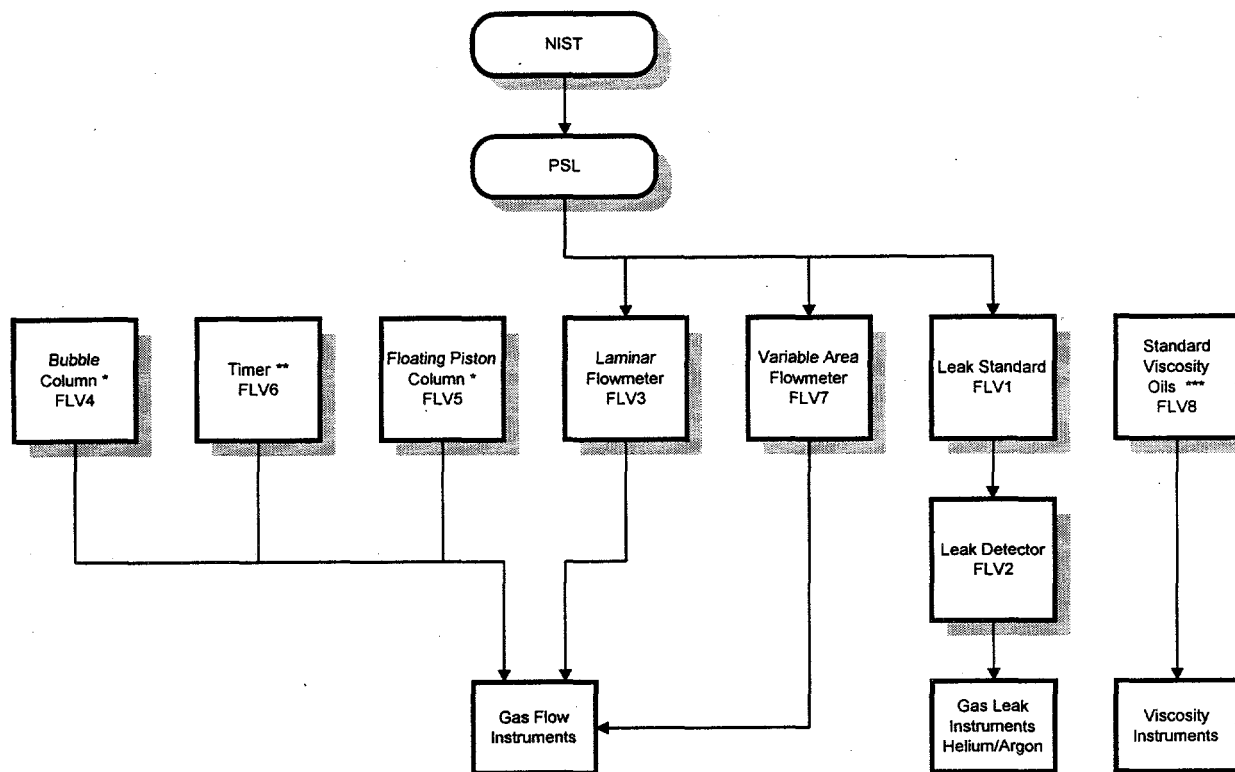 NIST
PSL
Bubble
Column *
FLV4
Timer **
FLV6
Floating Piston
Column *
FLV5
Laminar
Flowmeter
FLV3
Variable Area
Flowmeter
FLV7
Leak Standard
FLV1
Standard
Viscosity
Oils ***
FLV8
Leak Detector
FLV2
Gas Flow
Instruments
Gas Leak
Instruments
Helium/Argon
Viscosity
Instruments